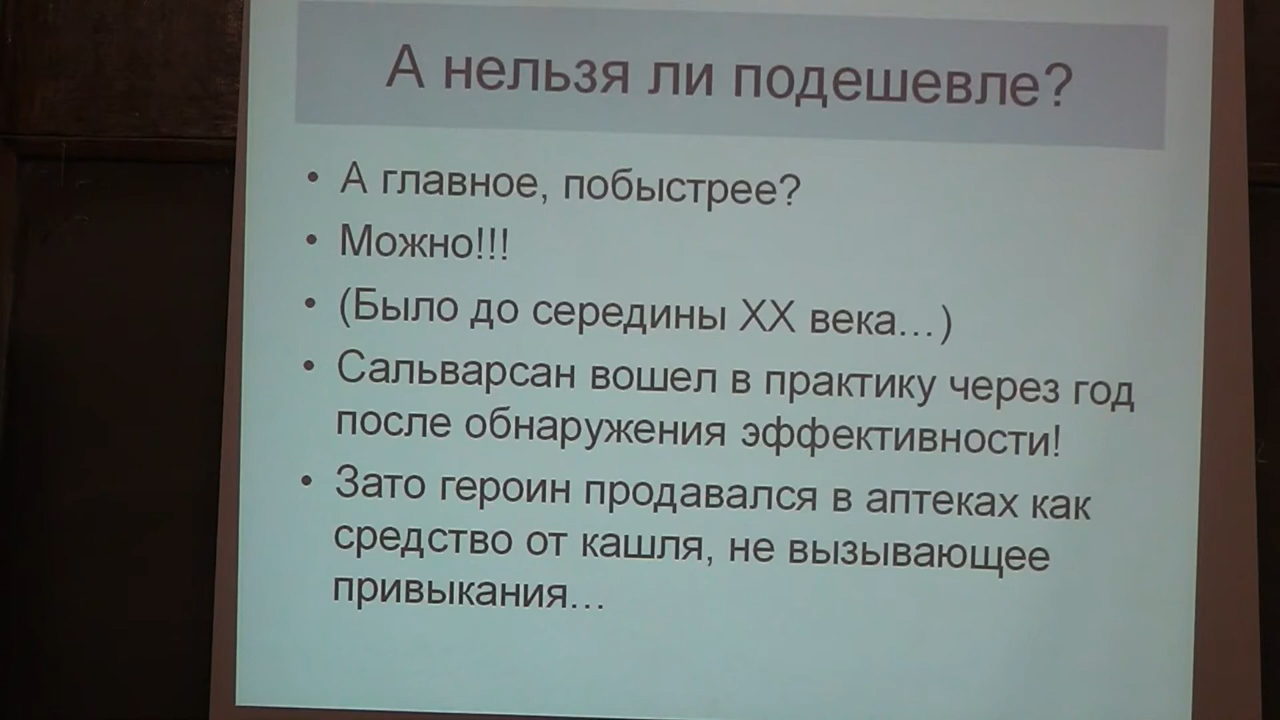 А нельзя ли подешевле?
• А главное, побыстрее?
• Можно!!!
• (Было до середины XX века…)
• Сальварсан вошел в практику через год
после обнаружения эффективности!
• Зато героин продавался в аптеках как
средство от кашля, не вызывающее
привыкания…